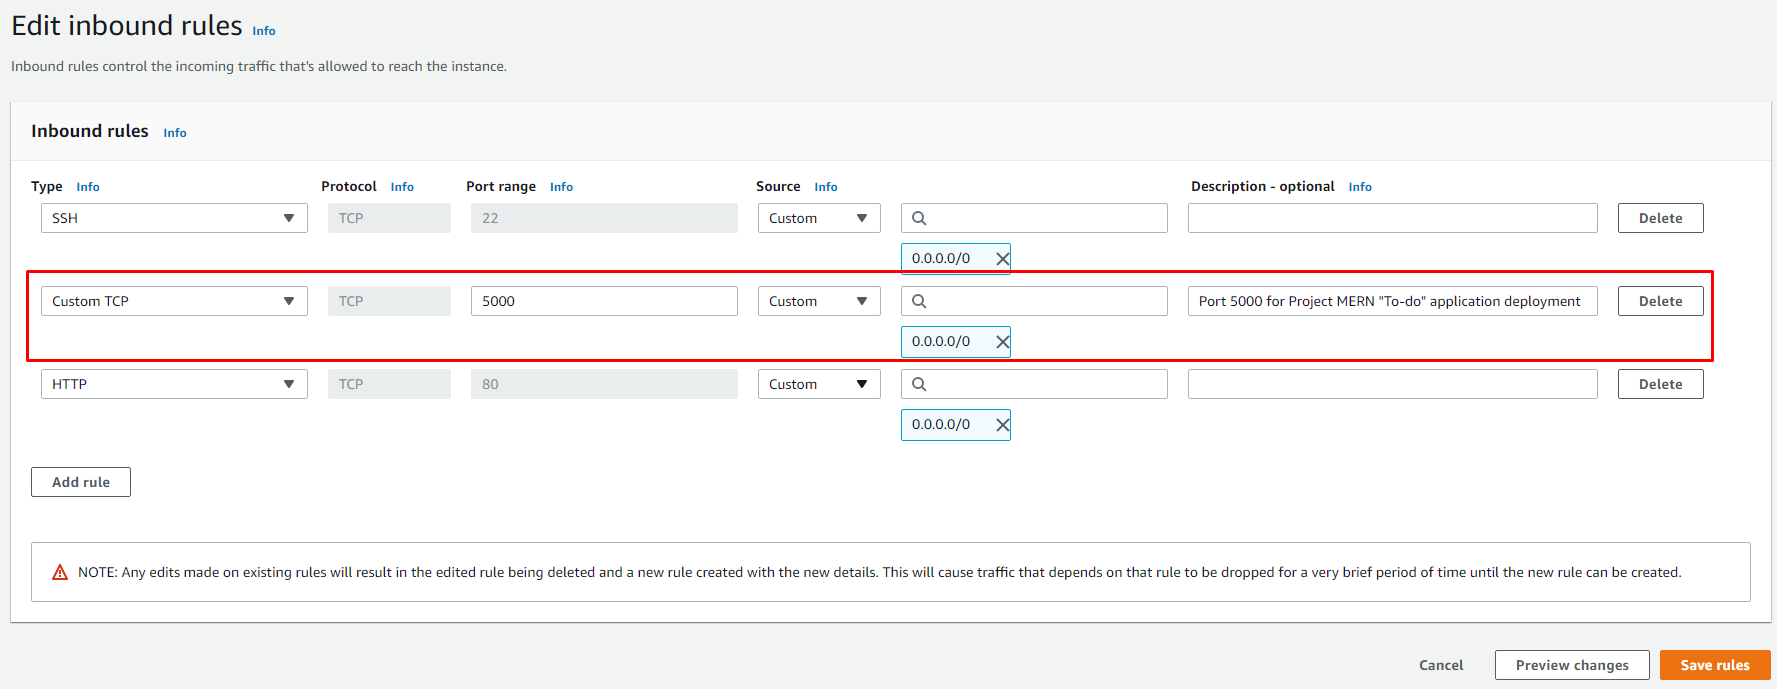 Edit inbound rules Info
Inbound rules control the incoming traffic that's allowed to reach the instance.
Inbound rules Info
Type Info Protocol Info Port range Info Source Info Description - optional Info
SSH TCP 22 Custom Delete
0.0.0.0/0
Custom TCP TCP 5000 Custom Port 5000 for Project MERN "To-do" application deployment Delete
0.0.0.0/0
HTTP TCP 80 Custom Delete
0.0.0.0/0
Add rule
NOTE: Any edits made on existing rules will result in the edited rule being deleted and a new rule created with the new details. This will cause traffic that depends on that rule to be dropped for a very brief period of time until the new rule can be created.
Cancel Preview changes Save rules